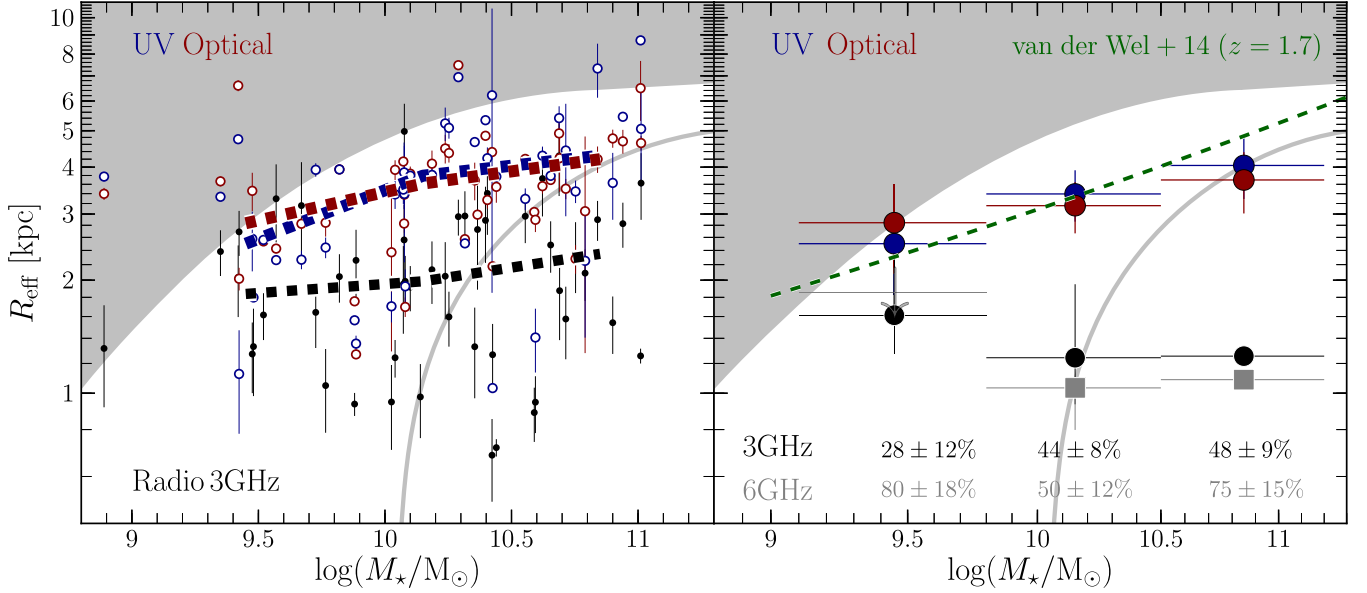 UV Optical
Radio 3GHz
R_eff [kpc]
10
8
6
5
4
3
2
1
9 9.5 10 10.5 11
log(M⋆/M⊙)
UV Optical
van der Wel + 14 (z = 1.7)
3GHz 28 ± 12% 44 ± 8% 48 ± 9%
6GHz 80 ± 18% 50 ± 12% 75 ± 15%
9 9.5 10 10.5 11
log(M⋆/M⊙)